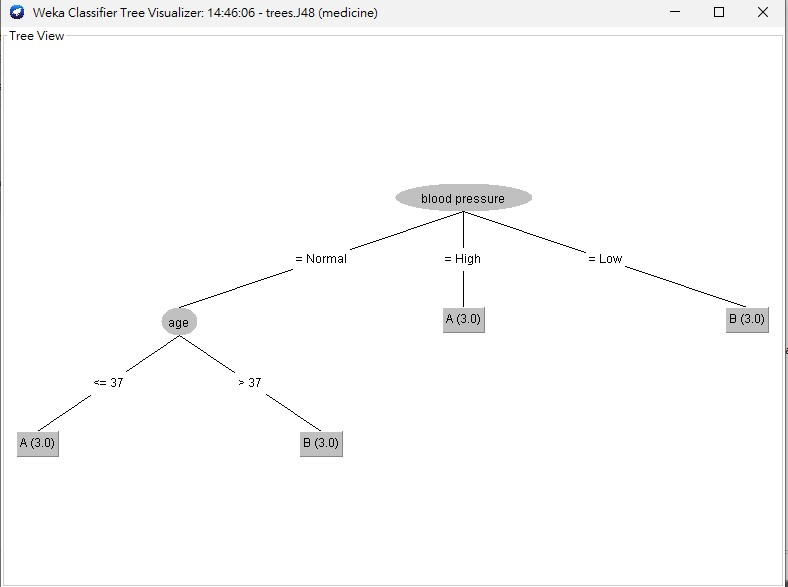 Weka Classifier Tree Visualizer: 14:46:06 - trees.J48 (medicine)
Tree View
blood pressure
= Normal
= High
= Low
age
A (3.0)
B (3.0)
<= 37
> 37
A (3.0)
B (3.0)